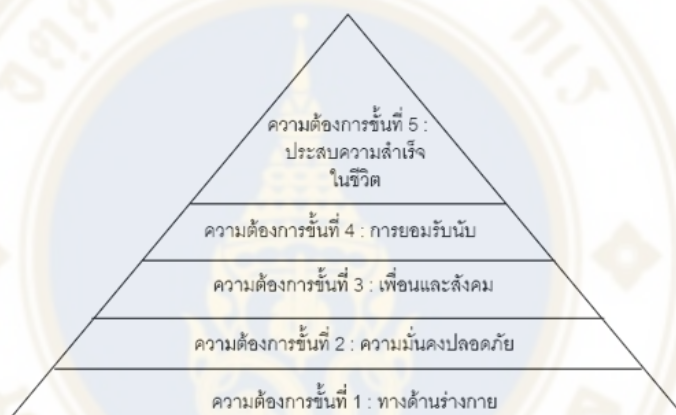 ความต้องการขั้นที่ 5 :
ประสบความสำเร็จ
ในชีวิต
ความต้องการขั้นที่ 4 : การยอมรับนับ
ความต้องการขั้นที่ 3 : เพื่อนและสังคม
ความต้องการขั้นที่ 2 : ความมั่นคงปลอดภัย
ความต้องการขั้นที่ 1 : ทางด้านร่างกาย